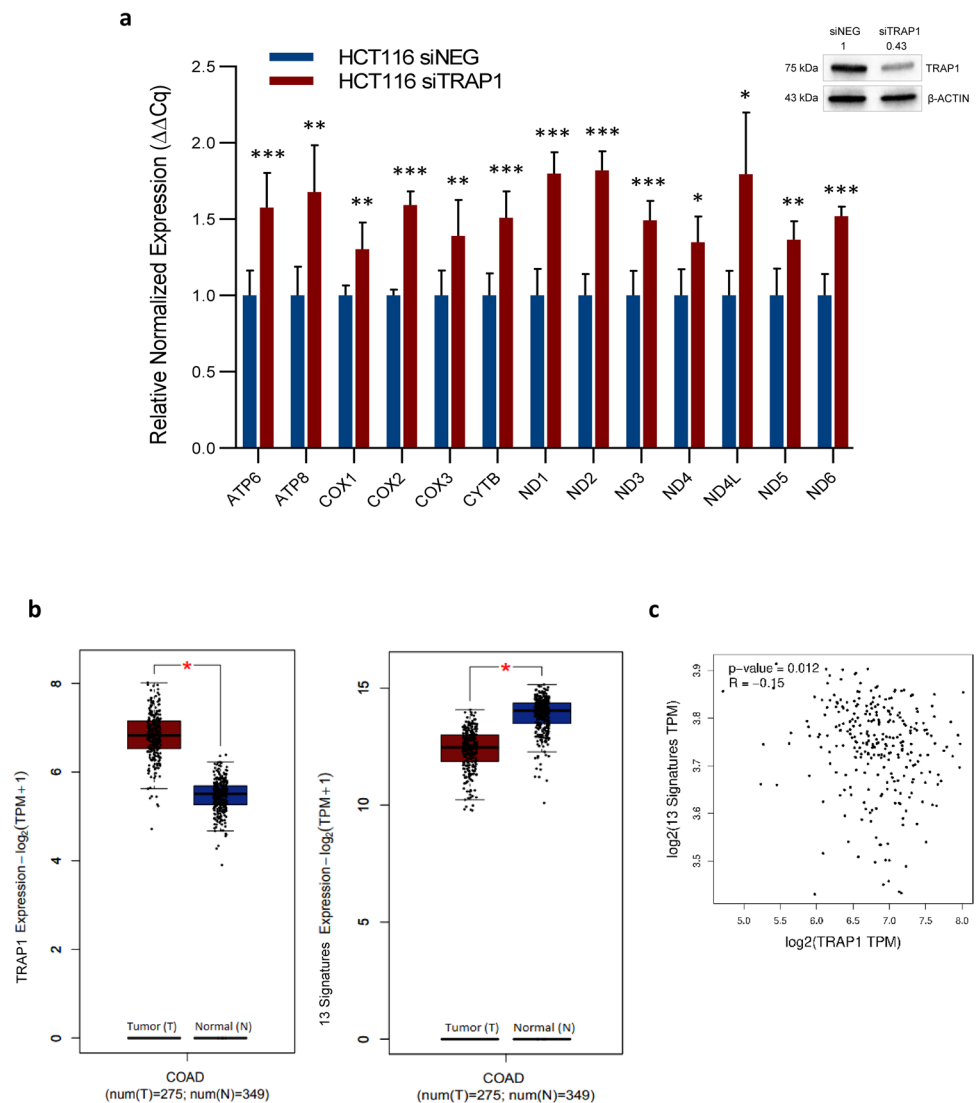 a
HCT116 siNEG
HCT116 siTRAP1
siNEG siTRAP1
1 0.43
75 kDa TRAP1
43 kDa β-ACTIN
Relative Normalized Expression (ΔΔCq)
2.5
2.0
1.5
1.0
0.5
0.0
*** ** ** *** ** *** *** *** *** * * ** ***
ATP6 ATP8 COX1 COX2 COX3 CYTB ND1 ND2 ND3 ND4 ND4L ND5 ND6
b
TRAP1 Expression−log2(TPM+1)
8
6
4
2
0
*
Tumor (T) Normal (N)
COAD
(num(T)=275; num(N)=349)
13 Signatures Expression−log2(TPM+1)
15
10
5
0
*
Tumor (T) Normal (N)
COAD
(num(T)=275; num(N)=349)
c
p-value = 0.012
R = −0.15
log2(13 Signatures TPM)
3.9
3.8
3.7
3.6
3.5
5.0 5.5 6.0 6.5 7.0 7.5 8.0
log2(TRAP1 TPM)